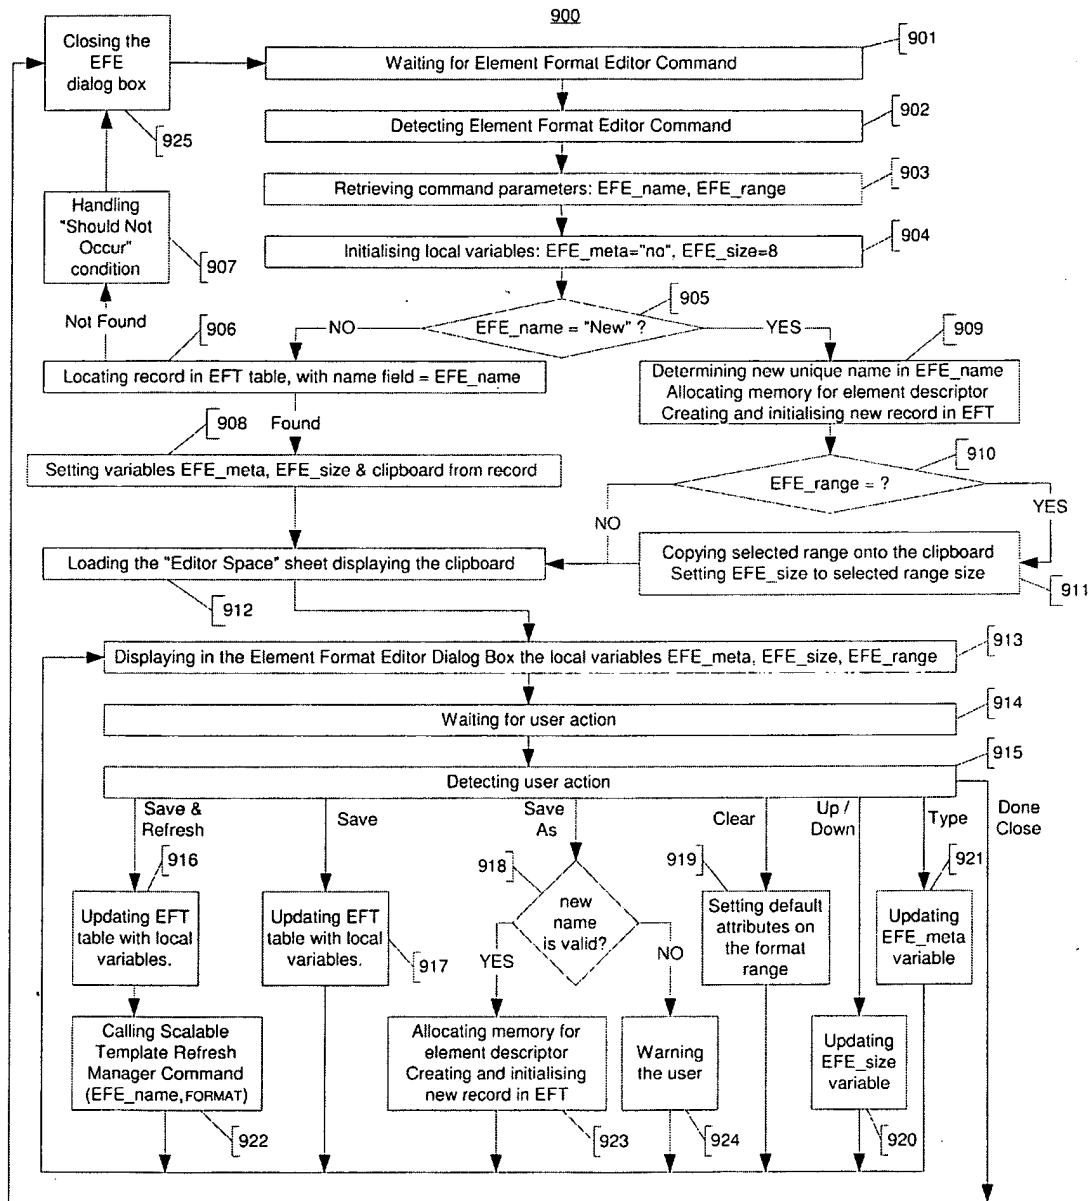 900
Closing the
EFE
dialog box
925
Waiting for Element Format Editor Command
901
Detecting Element Format Editor Command
902
Retrieving command parameters: EFE_name, EFE_range
903
Initialising local variables: EFE_meta="no", EFE_size=8
904
Handling
"Should Not
Occur"
condition
907
Not Found
906
NO
EFE_name = "New" ?
905
YES
909
Locating record in EFT table, with name field = EFE_name
Determining new unique name in EFE_name
Allocating memory for element descriptor
Creating and initialising new record in EFT
908
Found
Setting variables EFE_meta, EFE_size & clipboard from record
EFE_range = ?
910
NO
YES
Loading the "Editor Space" sheet displaying the clipboard
912
Copying selected range onto the clipboard
Setting EFE_size to selected range size
911
Displaying in the Element Format Editor Dialog Box the local variables EFE_meta, EFE_size, EFE_range
913
Waiting for user action
914
Detecting user action
915
Save &
Refresh
Save
Save
As
Clear
Up /
Down
Type
Done
Close
916
918
919
921
Updating EFT
table with local
variables.
Updating EFT
table with local
variables.
917
new
name
is valid?
YES
NO
Setting default
attributes on
the format
range
Updating
EFE_meta
variable
Calling Scalable
Template Refresh
Manager Command
(EFE_name,FORMAT)
922
Allocating memory for
element descriptor
Creating and initialising
new record in EFT
923
Warning
the user
924
Updating
EFE_size
variable
920